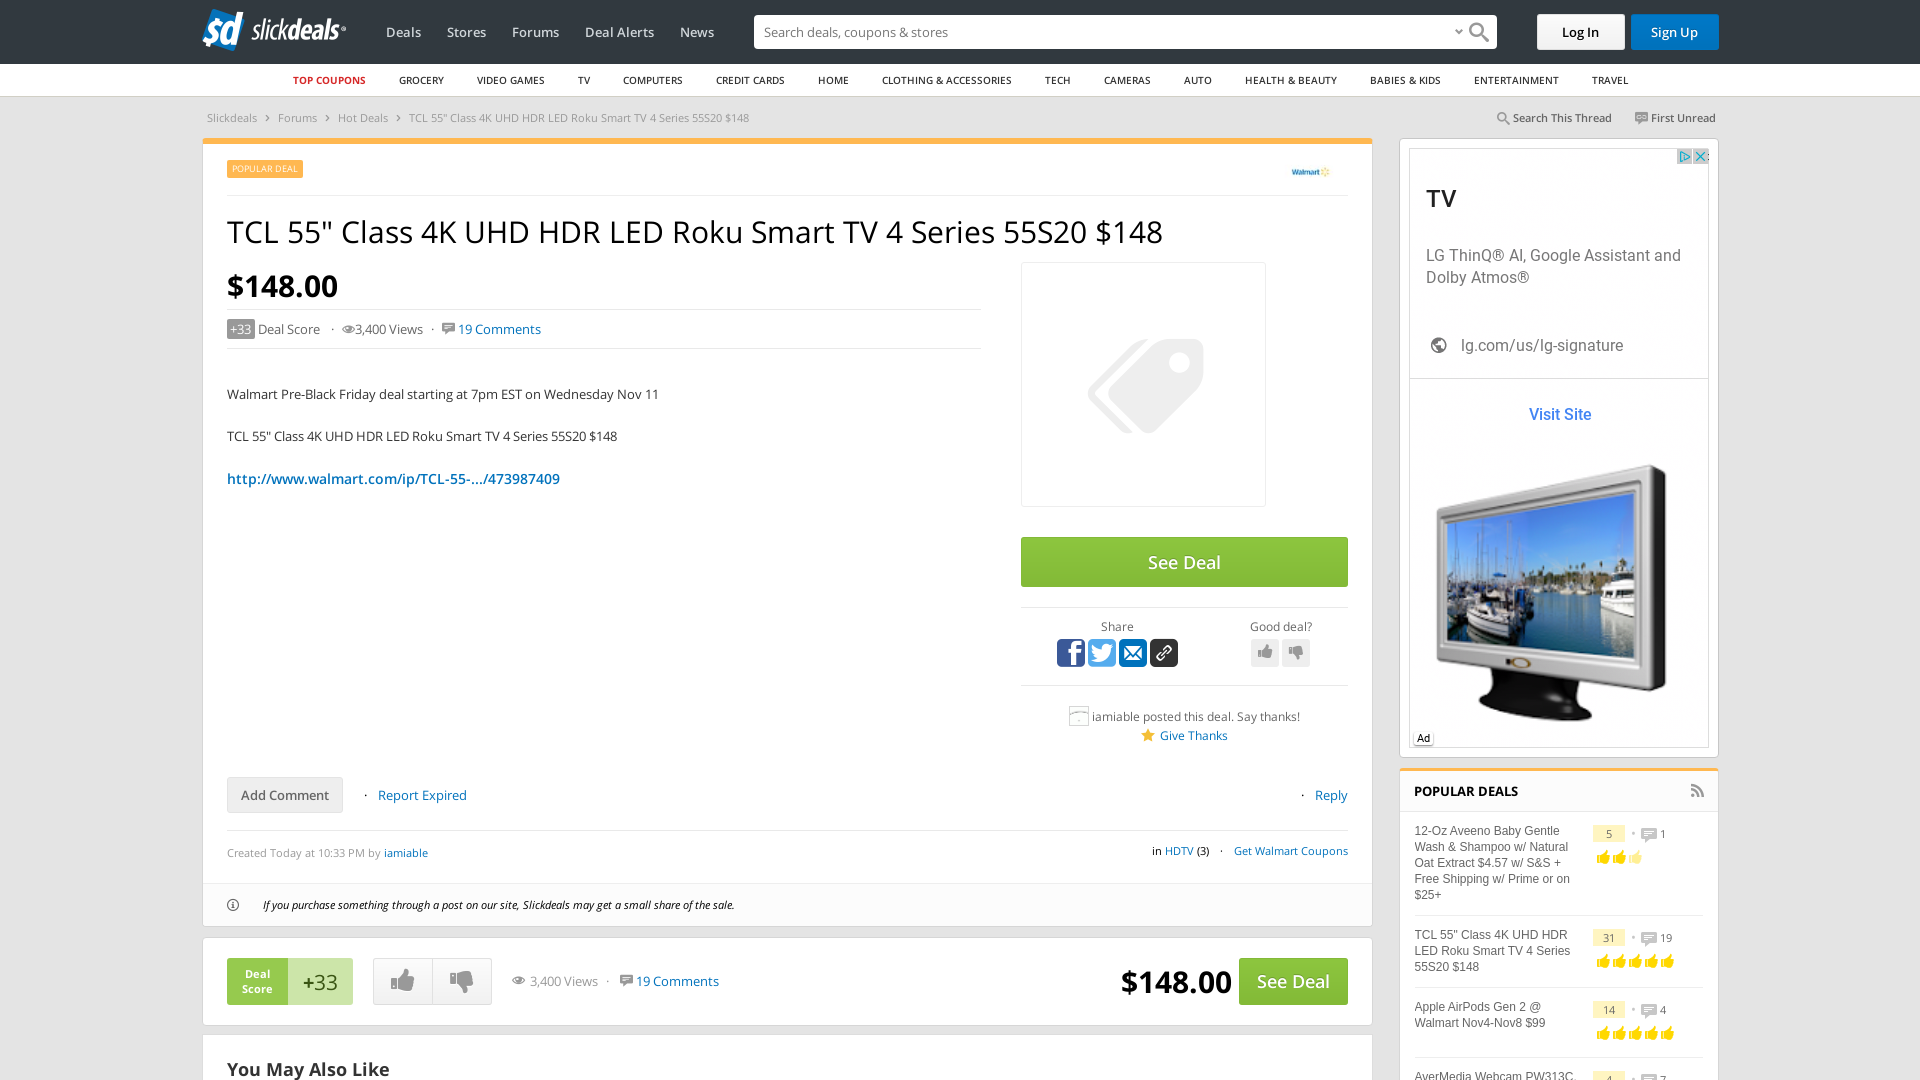 slickdeals
Deals
Stores
Forums
Deal Alerts
News
Search deals, coupons & stores
Log In
Sign Up
TOP COUPONS
GROCERY
VIDEO GAMES
TV
COMPUTERS
CREDIT CARDS
HOME
CLOTHING & ACCESSORIES
TECH
CAMERAS
AUTO
HEALTH & BEAUTY
BABIES & KIDS
ENTERTAINMENT
TRAVEL
Slickdeals › Forums › Hot Deals › TCL 55" Class 4K UHD HDR LED Roku Smart TV 4 Series 55S20 $148
Search This Thread
First Unread
POPULAR DEAL
Walmart
TCL 55" Class 4K UHD HDR LED Roku Smart TV 4 Series 55S20 $148
$148.00
+33 Deal Score · 3,400 Views · 19 Comments
Walmart Pre-Black Friday deal starting at 7pm EST on Wednesday Nov 11
TCL 55" Class 4K UHD HDR LED Roku Smart TV 4 Series 55S20 $148
http://www.walmart.com/ip/TCL-55-.../473987409
See Deal
Share
Good deal?
iamiable posted this deal. Say thanks!
Give Thanks
Add Comment
· Report Expired
· Reply
Created Today at 10:33 PM by iamiable
in HDTV (3) · Get Walmart Coupons
If you purchase something through a post on our site, Slickdeals may get a small share of the sale.
Deal
Score
+33
3,400 Views · 19 Comments
$148.00
See Deal
You May Also Like
TV
LG ThinQ® AI, Google Assistant and
Dolby Atmos®
lg.com/us/lg-signature
Visit Site
Ad
POPULAR DEALS
12-Oz Aveeno Baby Gentle
Wash & Shampoo w/ Natural
Oat Extract $4.57 w/ S&S +
Free Shipping w/ Prime or on
$25+
5 • 1
TCL 55" Class 4K UHD HDR
LED Roku Smart TV 4 Series
55S20 $148
31 • 19
Apple AirPods Gen 2 @
Walmart Nov4-Nov8 $99
14 • 4
AverMedia Webcam PW313C,
4 • 7